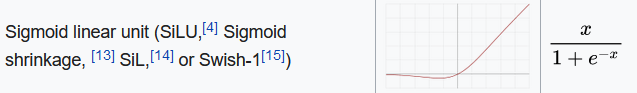 Sigmoid linear unit (SiLU,[4] Sigmoid
shrinkage, [13] SiL,[14] or Swish-1[15])
x
1 + e^{-x}